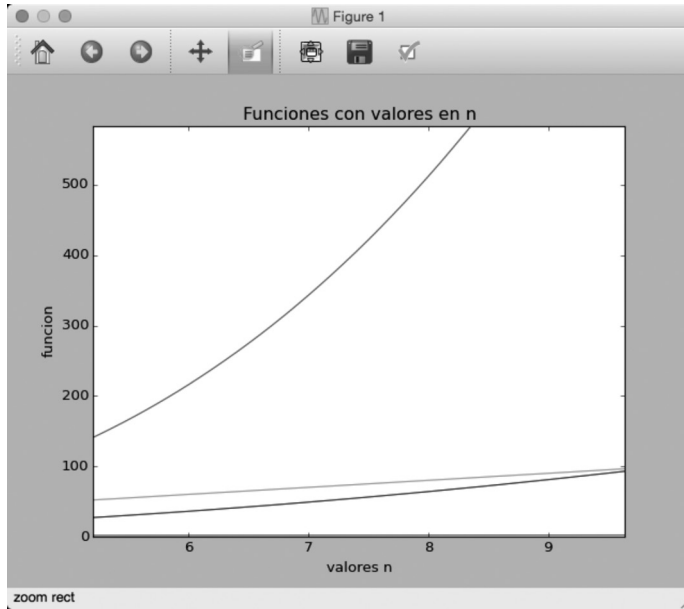 Figure 1
Funciones con valores en n
500
400
300
200
100
0
funcion
6 7 8 9
valores n
zoom rect